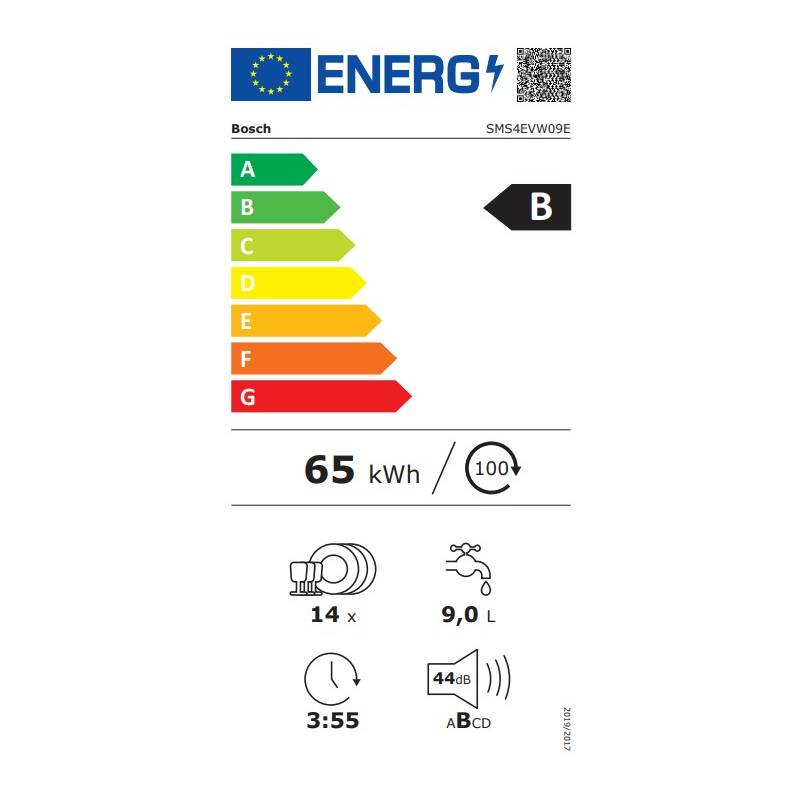 ENERG
Bosch SMS4EVW09E
A
B
B
C
D
E
F
G
65 kWh / 100
14 x
9,0 L
44dB
3:55
ABCD
2019/2017